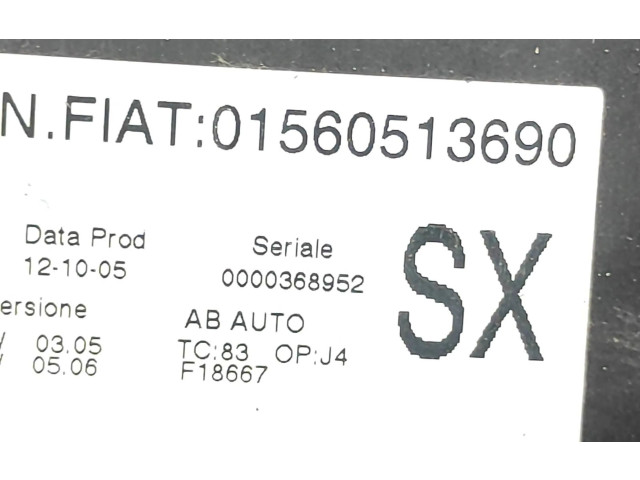 N.FIAT:01560513690
Data Prod Seriale
12-10-05 0000368952
SX
ersione AB AUTO
/ 03.05 TC:83 OP:J4
/ 05.06 F18667